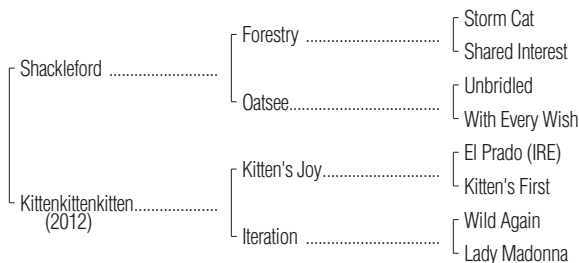 Storm Cat
Forestry ................................
Shared Interest
Shackleford ..........................
Unbridled
Oatsee....................................
With Every Wish
El Prado (IRE)
Kitten's Joy............................
Kitten's First
Kittenkittenkitten....................
(2012)
Wild Again
Iteration ................................
Lady Madonna